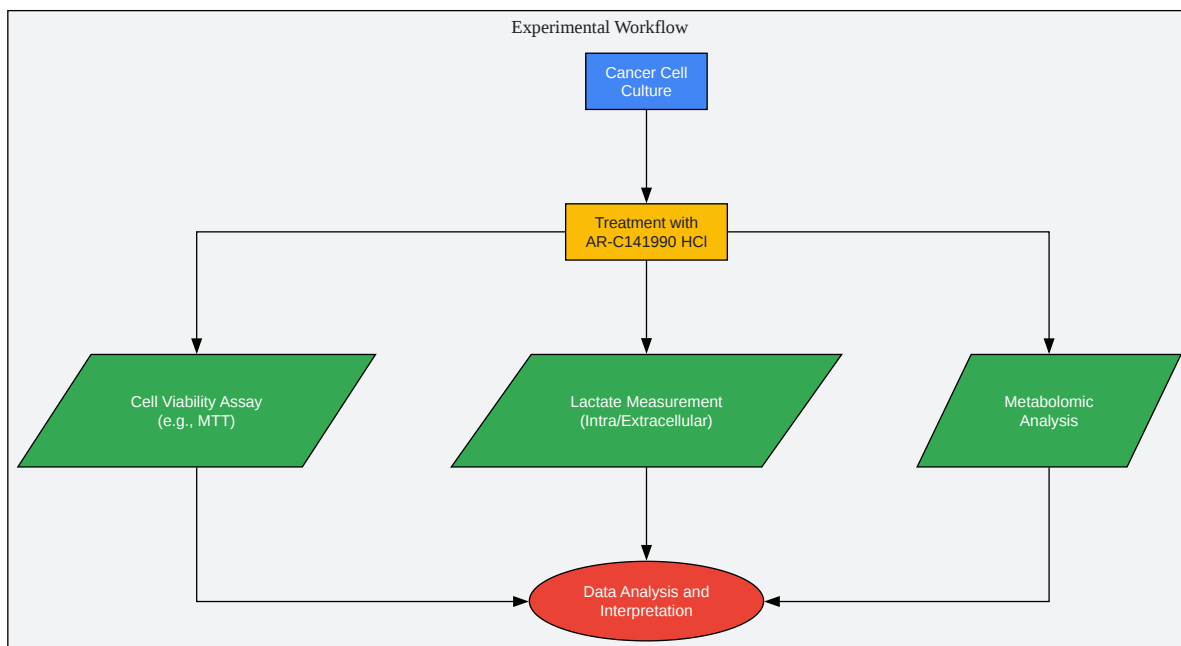 Experimental Workflow
Cancer Cell
Culture
Treatment with
AR-C141990 HCl
Cell Viability Assay
(e.g., MTT)
Lactate Measurement
(Intra/Extracellular)
Metabolomic
Analysis
Data Analysis and
Interpretation